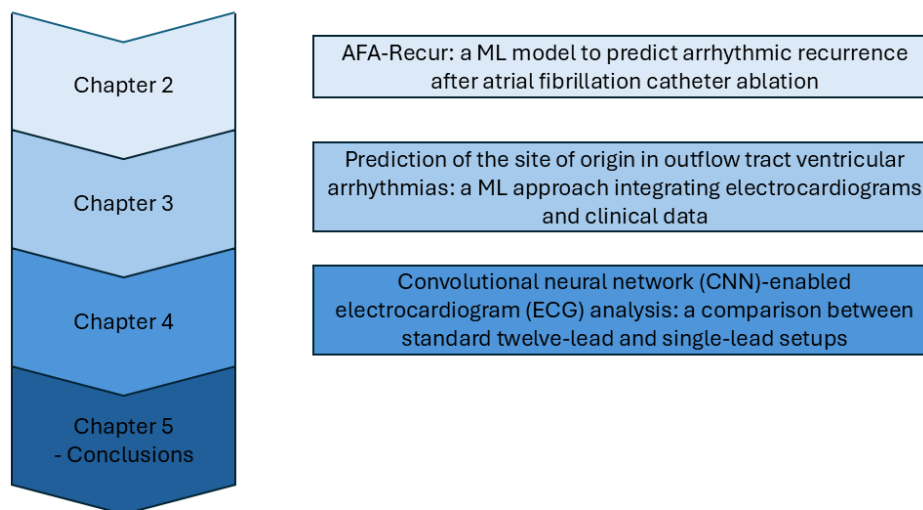 Chapter 2
AFA-Recur: a ML model to predict arrhythmic recurrence
after atrial fibrillation catheter ablation
Chapter 3
Prediction of the site of origin in outflow tract ventricular
arrhythmias: a ML approach integrating electrocardiograms
and clinical data
Chapter 4
Convolutional neural network (CNN)-enabled
electrocardiogram (ECG) analysis: a comparison between
standard twelve-lead and single-lead setups
Chapter 5
- Conclusions